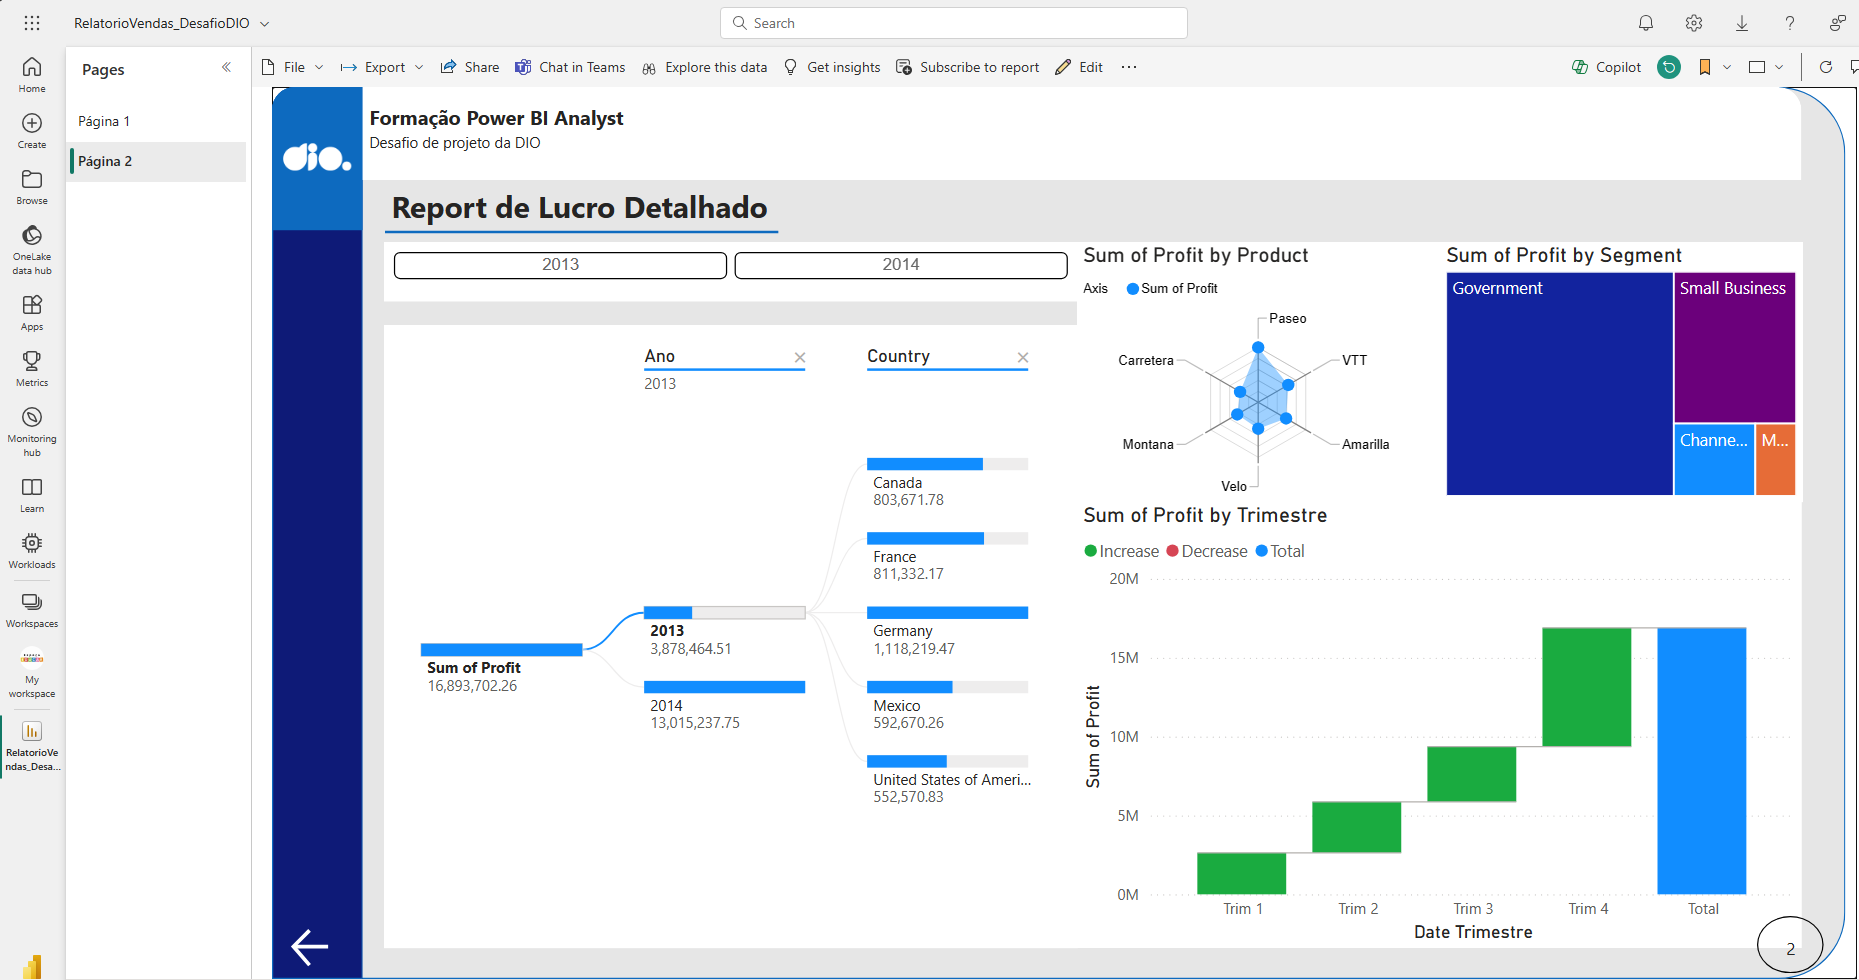 RelatorioVendas_DesafioDIO
Search
Home
Create
Browse
OneLake
data hub
Apps
Metrics
Monitoring
hub
Learn
Workloads
Workspaces
My
workspace
RelatorioVe
ndas_Desa...
Pages
Página 1
Página 2
File
Export
Share
Chat in Teams
Explore this data
Get insights
Subscribe to report
Edit
Copilot
dio.
Formação Power BI Analyst
Desafio de projeto da DIO
Report de Lucro Detalhado
2013
2014
Ano
2013
Country
Sum of Profit
16,893,702.26
2013
3,878,464.51
2014
13,015,237.75
Canada
803,671.78
France
811,332.17
Germany
1,118,219.47
Mexico
592,670.26
United States of Ameri...
552,570.83
Sum of Profit by Product
Axis
Sum of Profit
Paseo
VTT
Amarilla
Velo
Montana
Carretera
Sum of Profit by Segment
Government
Small Business
Channe...
M...
Sum of Profit by Trimestre
Increase
Decrease
Total
20M
15M
10M
5M
0M
Sum of Profit
Trim 1
Trim 2
Trim 3
Trim 4
Total
Date Trimestre
2